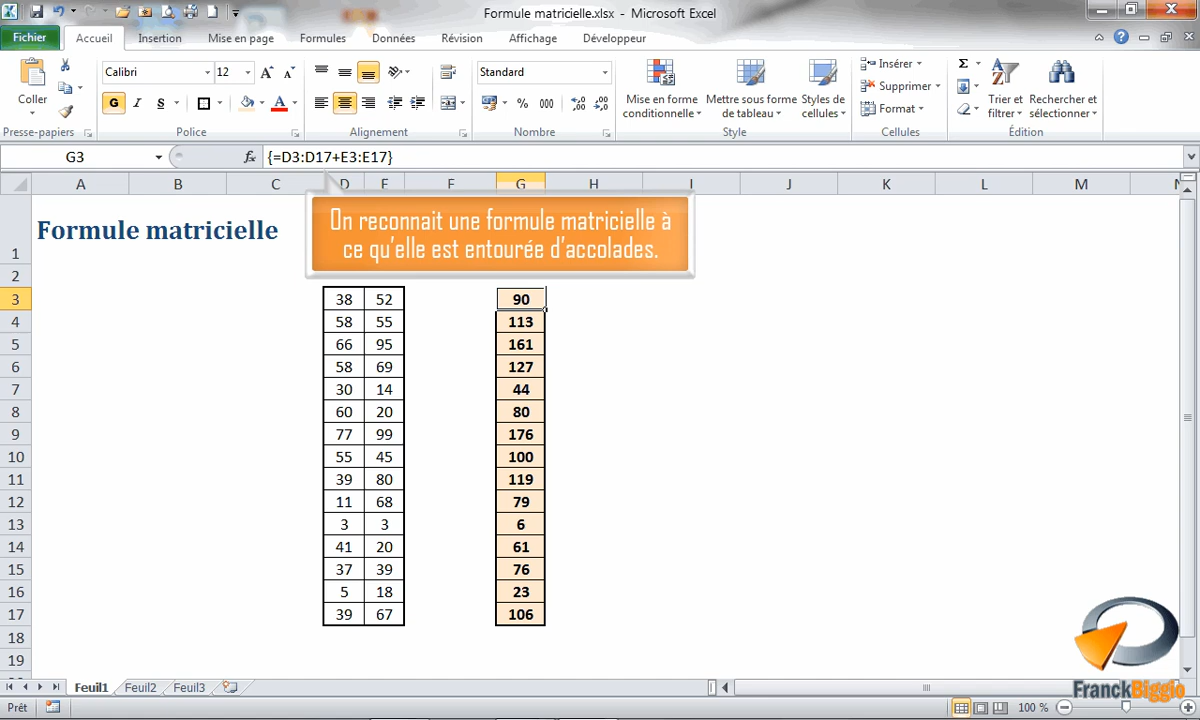 Formule matricielle.xlsx - Microsoft Excel
Fichier Accueil Insertion Mise en page Formules Données Révision Affichage Développeur
Coller
Calibri 12
G I S A
Standard
% 000
Mise en forme conditionnelle
Mettre sous forme de tableau
Styles de cellules
Insérer
Supprimer
Format
Σ
Trier et filtrer
Rechercher et sélectionner
Presse-papiers Police Alignement Nombre Style Cellules Édition
G3 fx {=D3:D17+E3:E17}
A B C D E F G H I J K L M N
On reconnait une formule matricielle à
ce qu'elle est entourée d'accolades.
1 Formule matricielle
2
3 38 52 90
4 58 55 113
5 66 95 161
6 58 69 127
7 30 14 44
8 60 20 80
9 77 99 176
10 55 45 100
11 39 80 119
12 11 68 79
13 3 3 6
14 41 20 61
15 37 39 76
16 5 18 23
17 39 67 106
18
19
FranckBiggio
Feuil1 Feuil2 Feuil3
Prêt 100 %